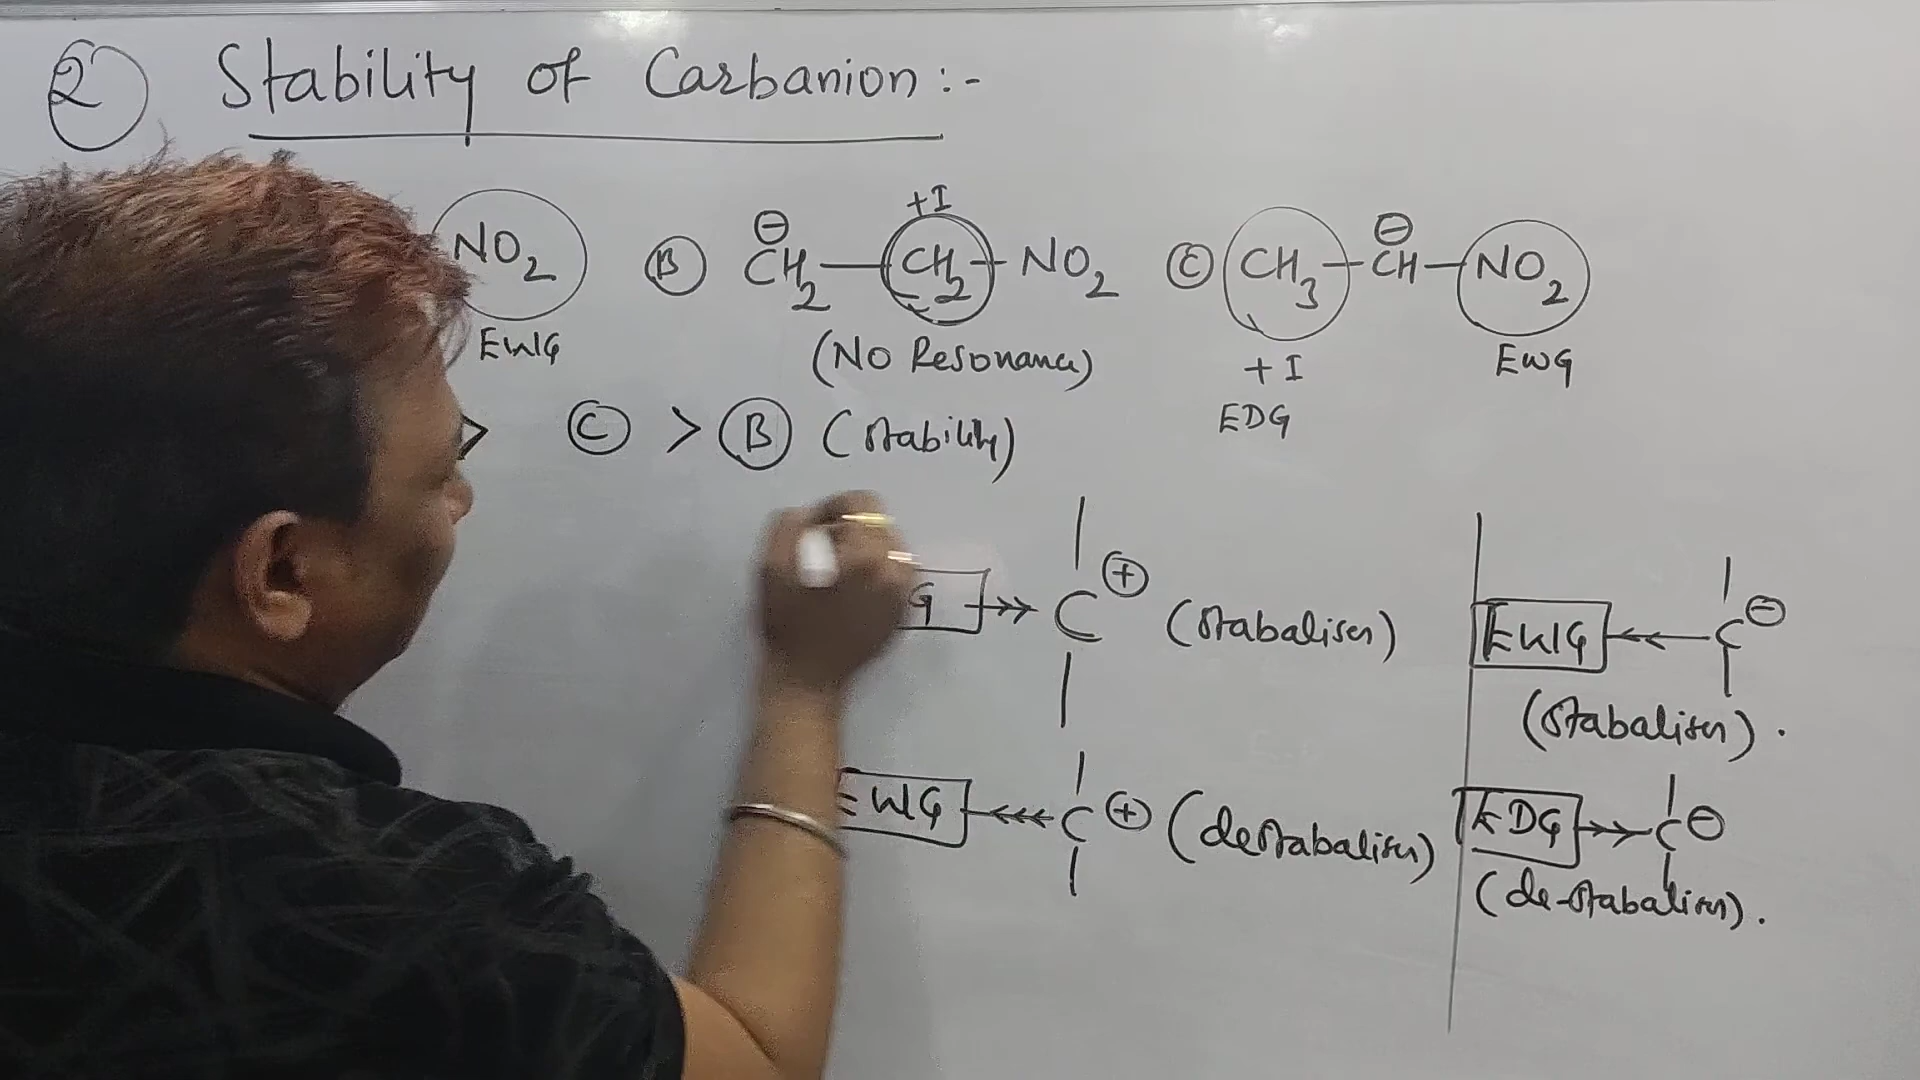 ② Stability of Carbanion:-
NO₂ Ⓑ ⊖CH₂—CH₂—NO₂ Ⓒ CH₃—⊖CH—NO₂
+I
EWG (No Resonance) +I EWG
EDG
> Ⓒ > Ⓑ (stability)
G →→ C⊕ (stabalises)
EWG ←← C⊖
(stabalises).
EWG ←←← C⊕ (destabalises)
EDG →→ C⊖
(de-stabalises).